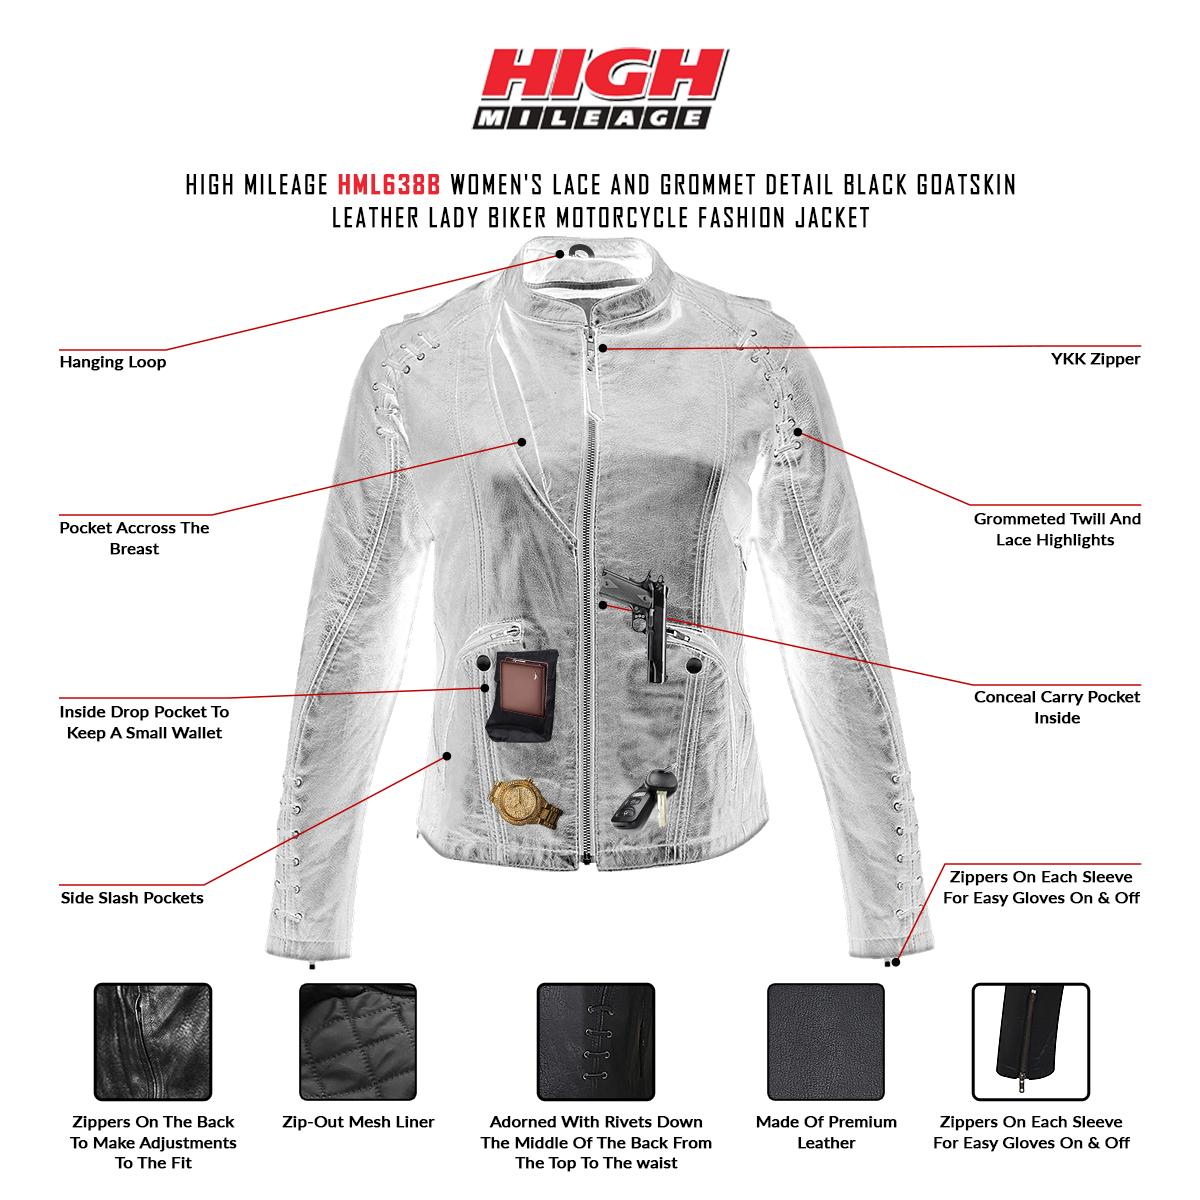 HIGH
MILEAGE
HIGH MILEAGE HML638B WOMEN'S LACE AND GROMMET DETAIL BLACK GOATSKIN
LEATHER LADY BIKER MOTORCYCLE FASHION JACKET
Hanging Loop
YKK Zipper
Pocket Accross The
Breast
Grommeted Twill And
Lace Highlights
Inside Drop Pocket To
Keep A Small Wallet
Conceal Carry Pocket
Inside
Side Slash Pockets
Zippers On Each Sleeve
For Easy Gloves On & Off
Zippers On The Back
To Make Adjustments
To The Fit
Zip-Out Mesh Liner
Adorned With Rivets Down
The Middle Of The Back From
The Top To The waist
Made Of Premium
Leather
Zippers On Each Sleeve
For Easy Gloves On & Off